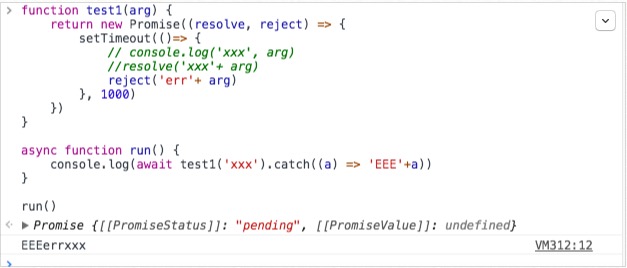 function test1(arg) {
    return new Promise((resolve, reject) => {
        setTimeout(()=> {
            // console.log('xxx', arg)
            //resolve('xxx'+ arg)
            reject('err'+ arg)
        }, 1000)
    })
}

async function run() {
    console.log(await test1('xxx').catch((a) => 'EEE'+a))
}

run()
Promise {[[PromiseStatus]]: "pending", [[PromiseValue]]: undefined}
EEEerrxxx VM312:12